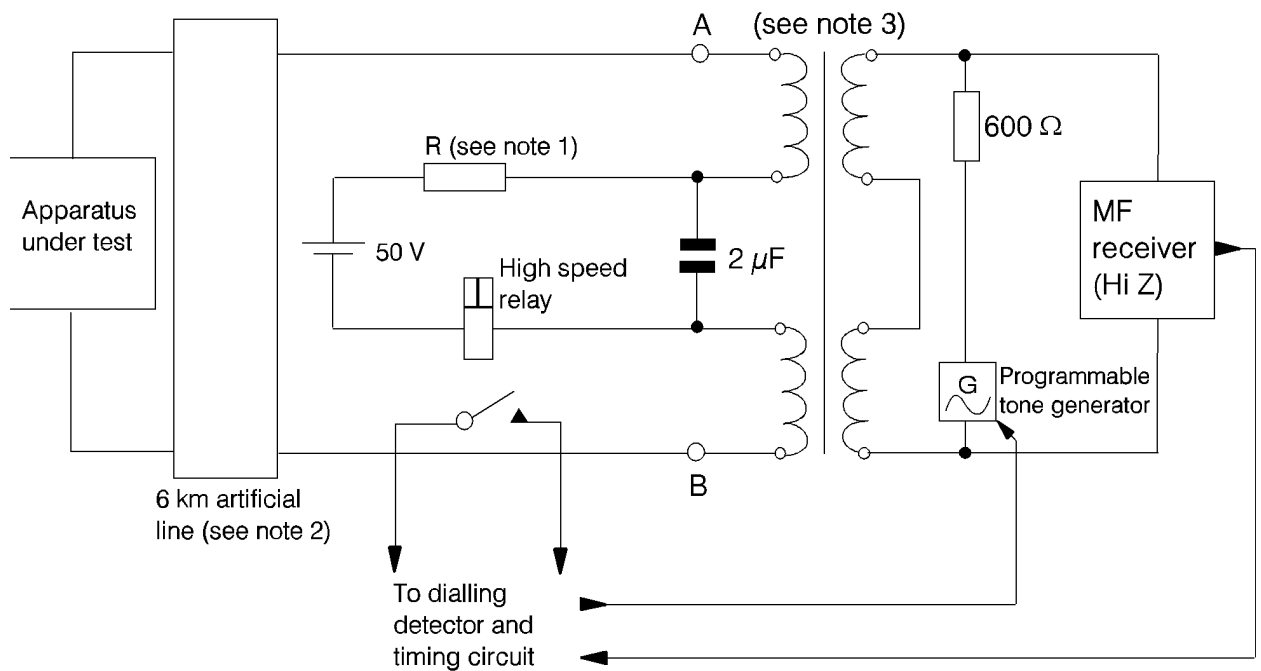 A
(see note 3)
600 Ω
R (see note 1)
Apparatus
under test
50 V
High speed
relay
2 µF
MF
receiver
(Hi Z)
G
Programmable
tone generator
B
6 km artificial
line (see note 2)
To dialling
detector and
timing circuit